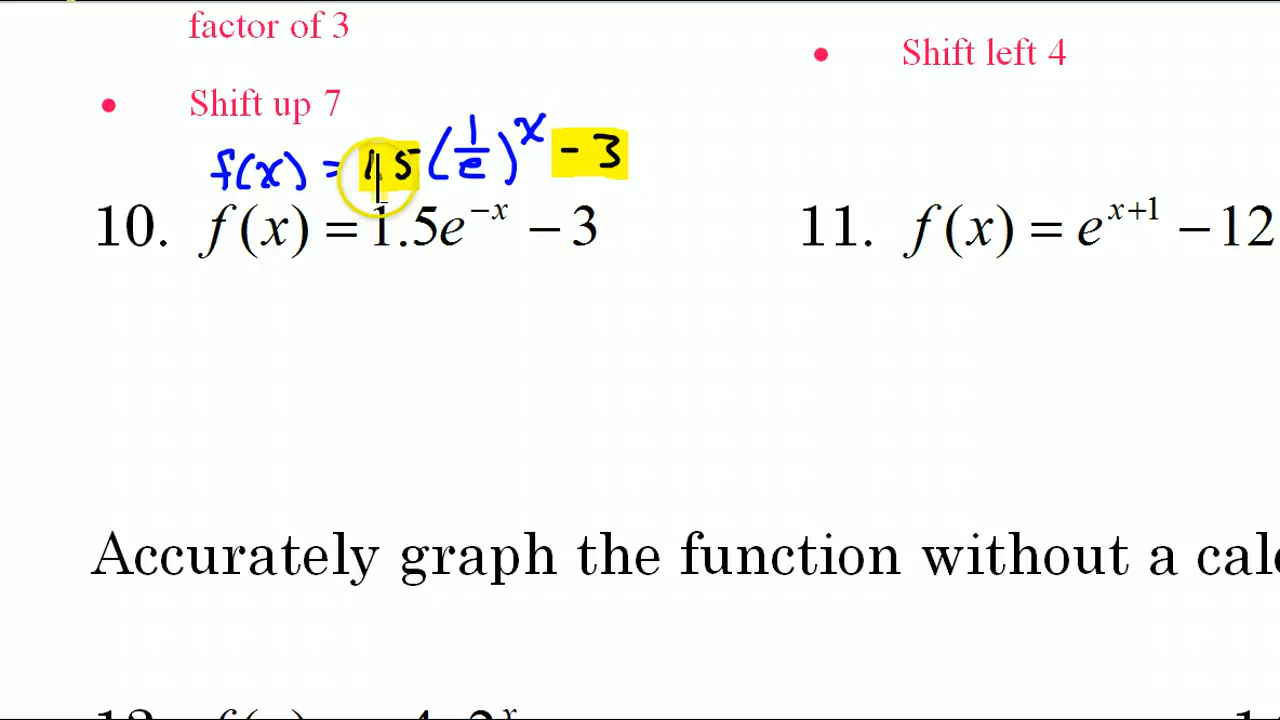 factor of 3
• Shift left 4
• Shift up 7
f(x) = 1.5(1/e)^x - 3
10. f(x) = 1.5e^{-x} - 3
11. f(x) = e^{x+1} - 12
Accurately graph the function without a calc